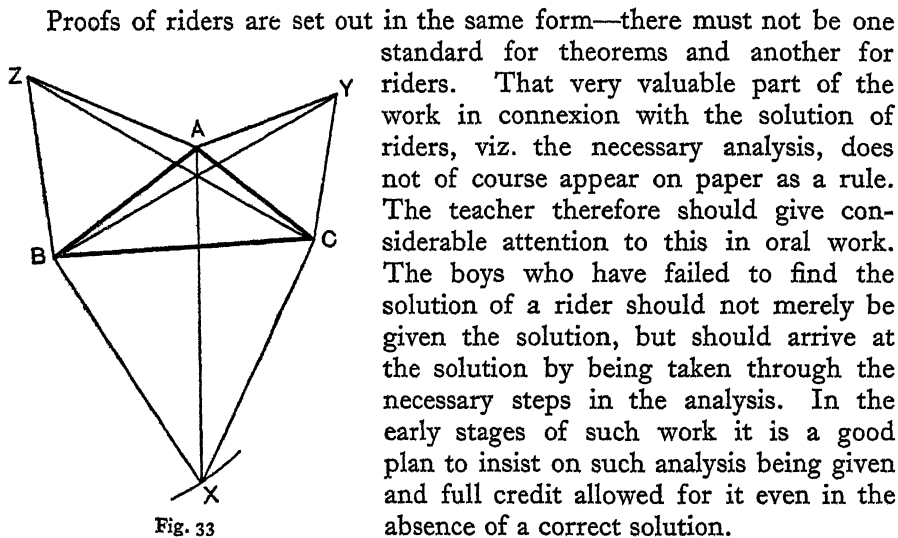 Proofs of riders are set out in the same form—there must not be one
standard for theorems and another for
riders. That very valuable part of the
work in connexion with the solution of
riders, viz. the necessary analysis, does
not of course appear on paper as a rule.
The teacher therefore should give con-
siderable attention to this in oral work.
The boys who have failed to find the
solution of a rider should not merely be
given the solution, but should arrive at
the solution by being taken through the
necessary steps in the analysis. In the
early stages of such work it is a good
plan to insist on such analysis being given
and full credit allowed for it even in the
absence of a correct solution.
Z
Y
A
B
C
X
Fig. 33